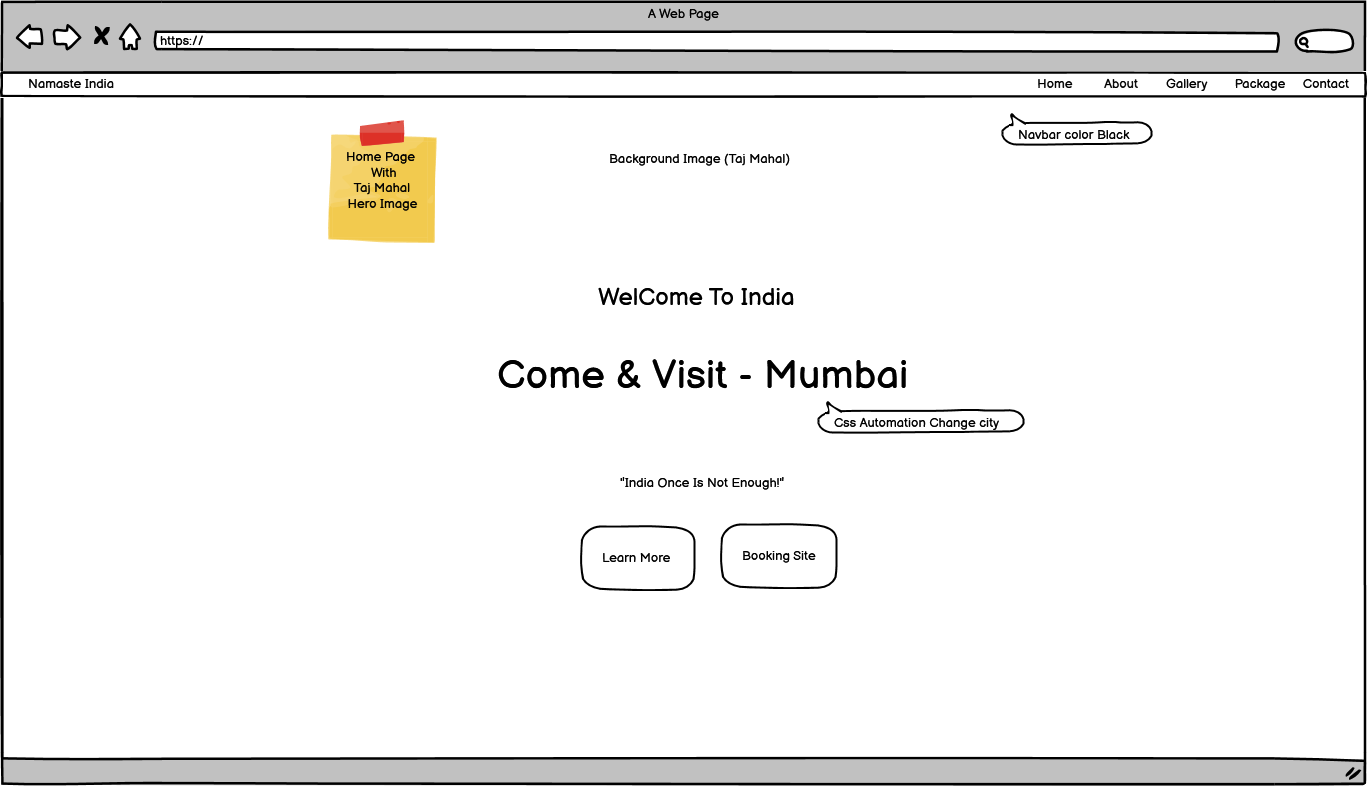 A Web Page
https://
Namaste India
Home About Gallery Package Contact
Navbar color Black
Home Page
With
Taj Mahal
Hero Image
Background Image (Taj Mahal)
WelCome To India
Come & Visit - Mumbai
Css Automation Change city
"India Once Is Not Enough!"
Learn More
Booking Site